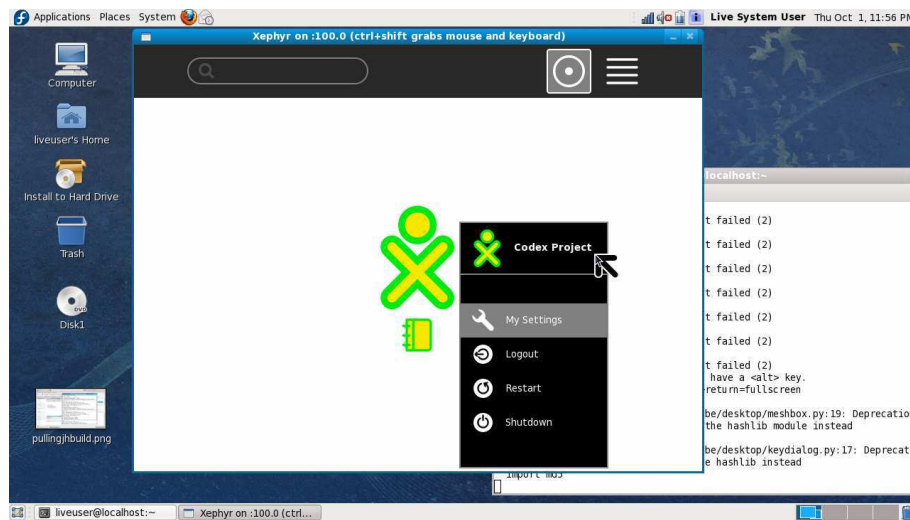 Applications Places System
Live System User Thu Oct 1, 11:56 PM
Xephyr on :100.0 (ctrl+shift grabs mouse and keyboard)
Computer
liveuser's Home
Install to Hard Drive
Trash
DVD
Disk1
pullingjhbuild.png
Codex Project
My Settings
Logout
Restart
Shutdown
localhost:~
t failed (2)
t failed (2)
t failed (2)
t failed (2)
t failed (2)
t failed (2)
t failed (2)
have a <alt> key.
return=fullscreen
be/desktop/meshbox.py:19: Deprecatio
the hashlib module instead
be/desktop/keydialog.py:17: Deprecat
e hashlib instead
import md5
liveuser@localhost:~
Xephyr on :100.0 (ctrl...